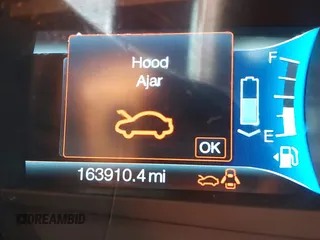 Hood
Ajar
F
E
OK
163910.4 mi
DREAMBID